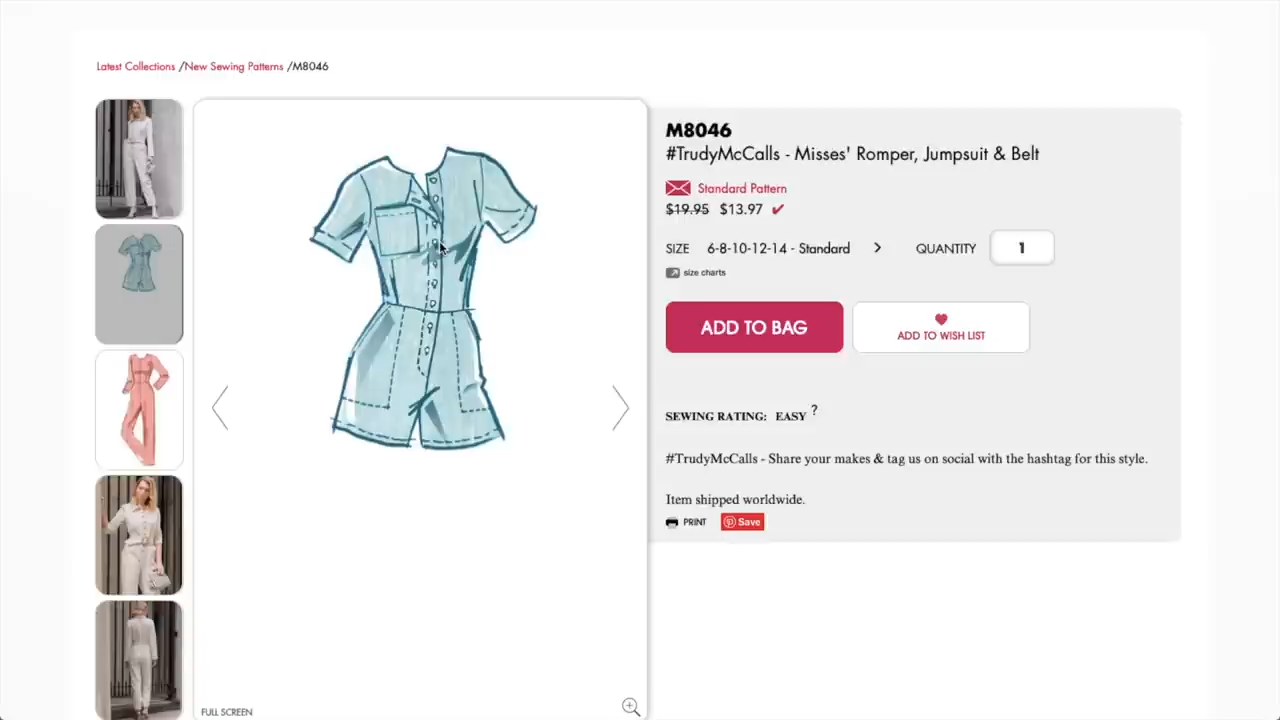 Latest Collections /New Sewing Patterns /M8046
M8046
#TrudyMcCalls - Misses' Romper, Jumpsuit & Belt
Standard Pattern
$19.95 $13.97
SIZE 6-8-10-12-14 - Standard QUANTITY 1
size charts
ADD TO BAG
ADD TO WISH LIST
SEWING RATING: EASY ?
#TrudyMcCalls - Share your makes & tag us on social with the hashtag for this style.
Item shipped worldwide.
PRINT Save
FULL SCREEN